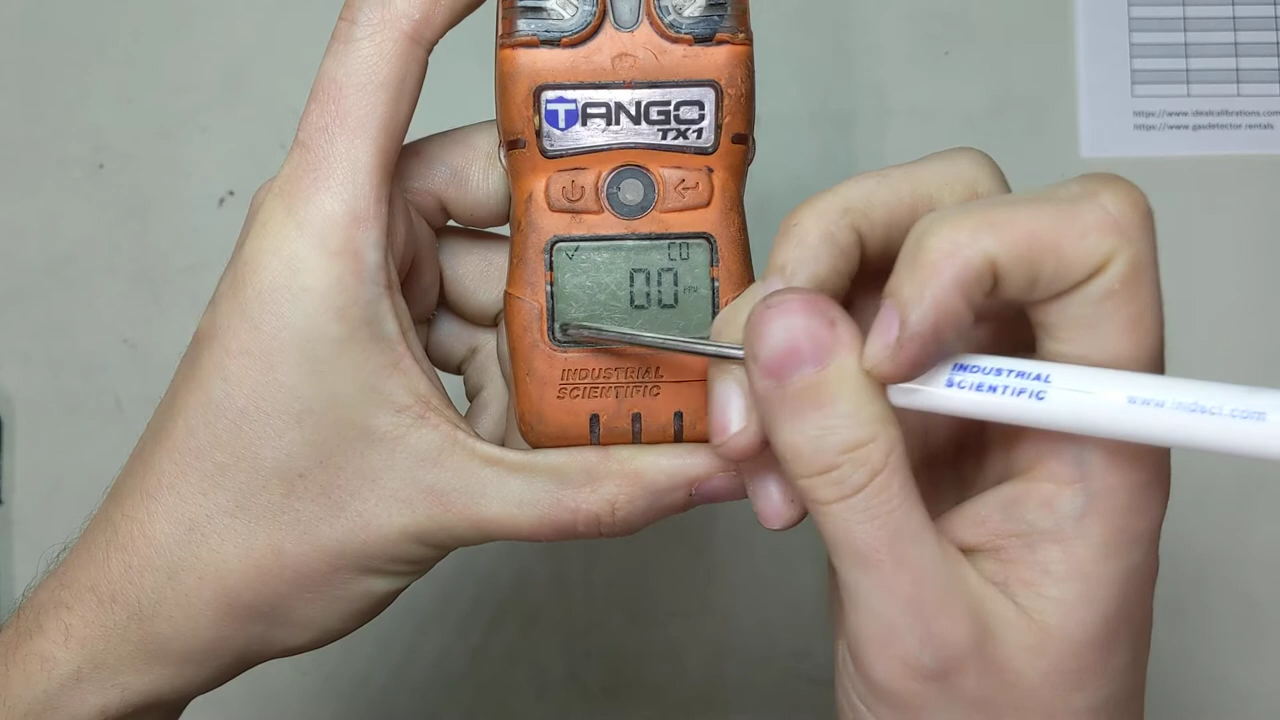 TANGO
TX1
CO
00 PPM
INDUSTRIAL
SCIENTIFIC
INDUSTRIAL
SCIENTIFIC
www.indsci.com
https://www.idealcalibrations.com
https://www.gasdetector.rentals